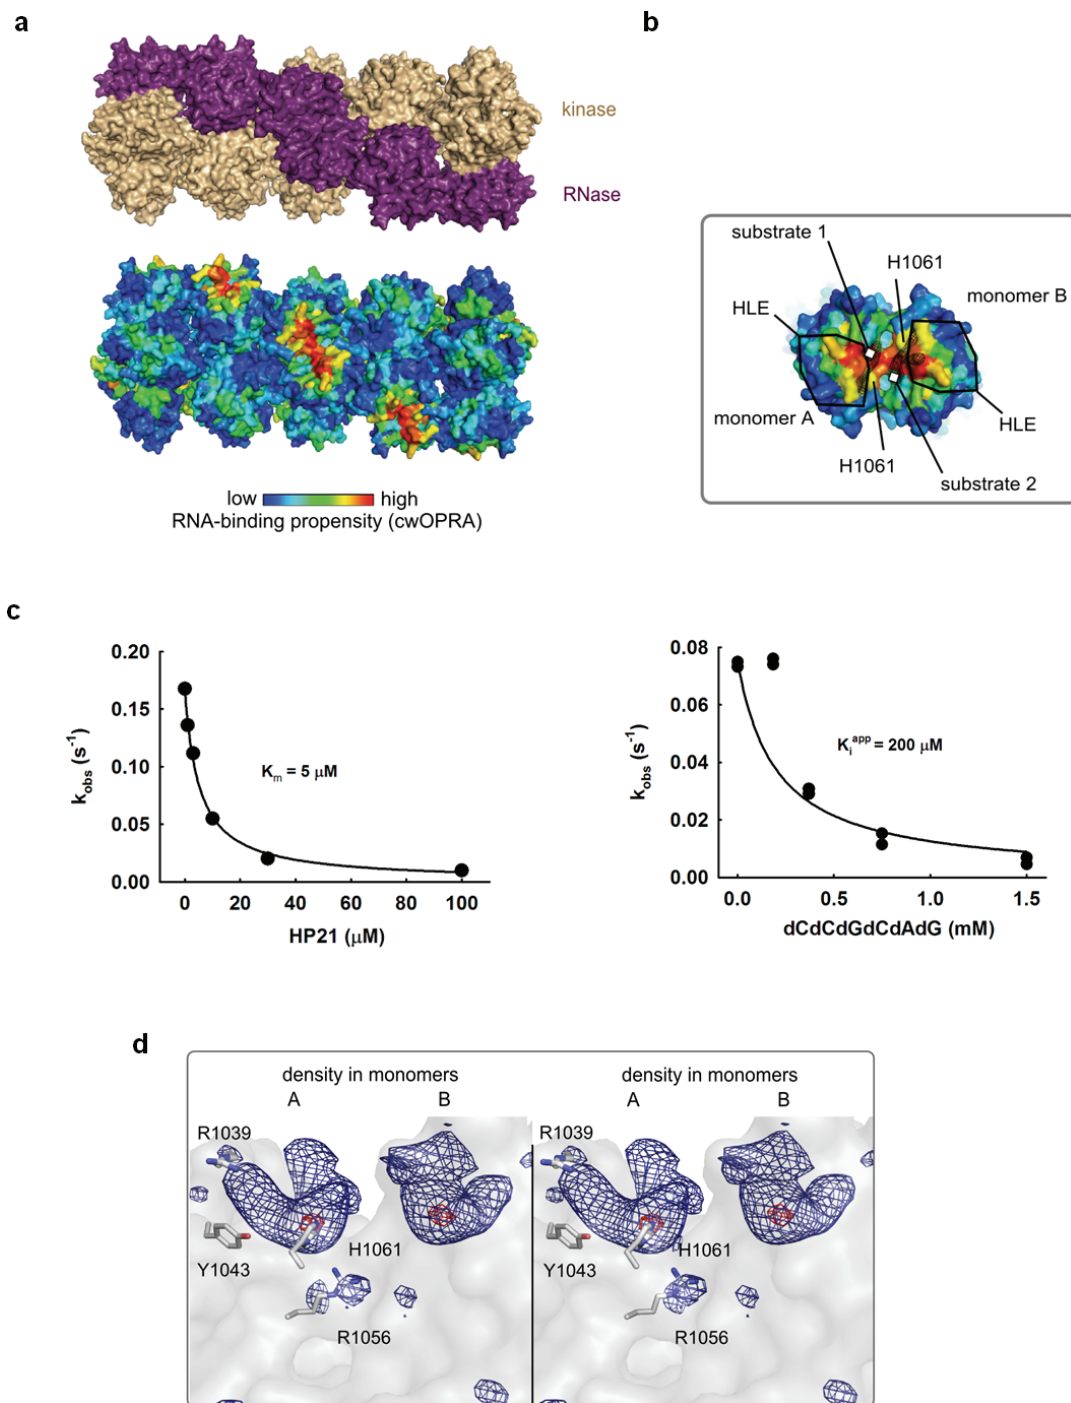 a
kinase
RNase
low high
RNA-binding propensity (cwOPRA)
b
substrate 1
H1061
monomer B
HLE
monomer A
HLE
H1061
substrate 2
c
0.20
0.15
0.10
0.05
0.00
kobs (s-1)
Km = 5 μM
0 20 40 60 80 100
HP21 (μM)
0.08
0.06
0.04
0.02
0.00
kobs (s-1)
Kiapp = 200 μM
0.0 0.5 1.0 1.5
dCdCdGdCdAdG (mM)
d
density in monomers
A B
R1039
H1061
Y1043
R1056
density in monomers
A B
R1039
H1061
Y1043
R1056